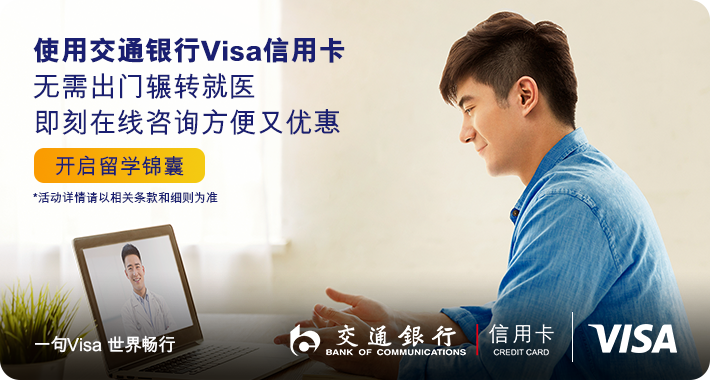 使用交通银行Visa信用卡
无需出门辗转就医
即刻在线咨询方便又优惠
开启留学锦囊
*活动详情请以相关条款和细则为准
一句Visa 世界畅行
交通銀行
BANK OF COMMUNICATIONS
信用卡
CREDIT CARD
VISA